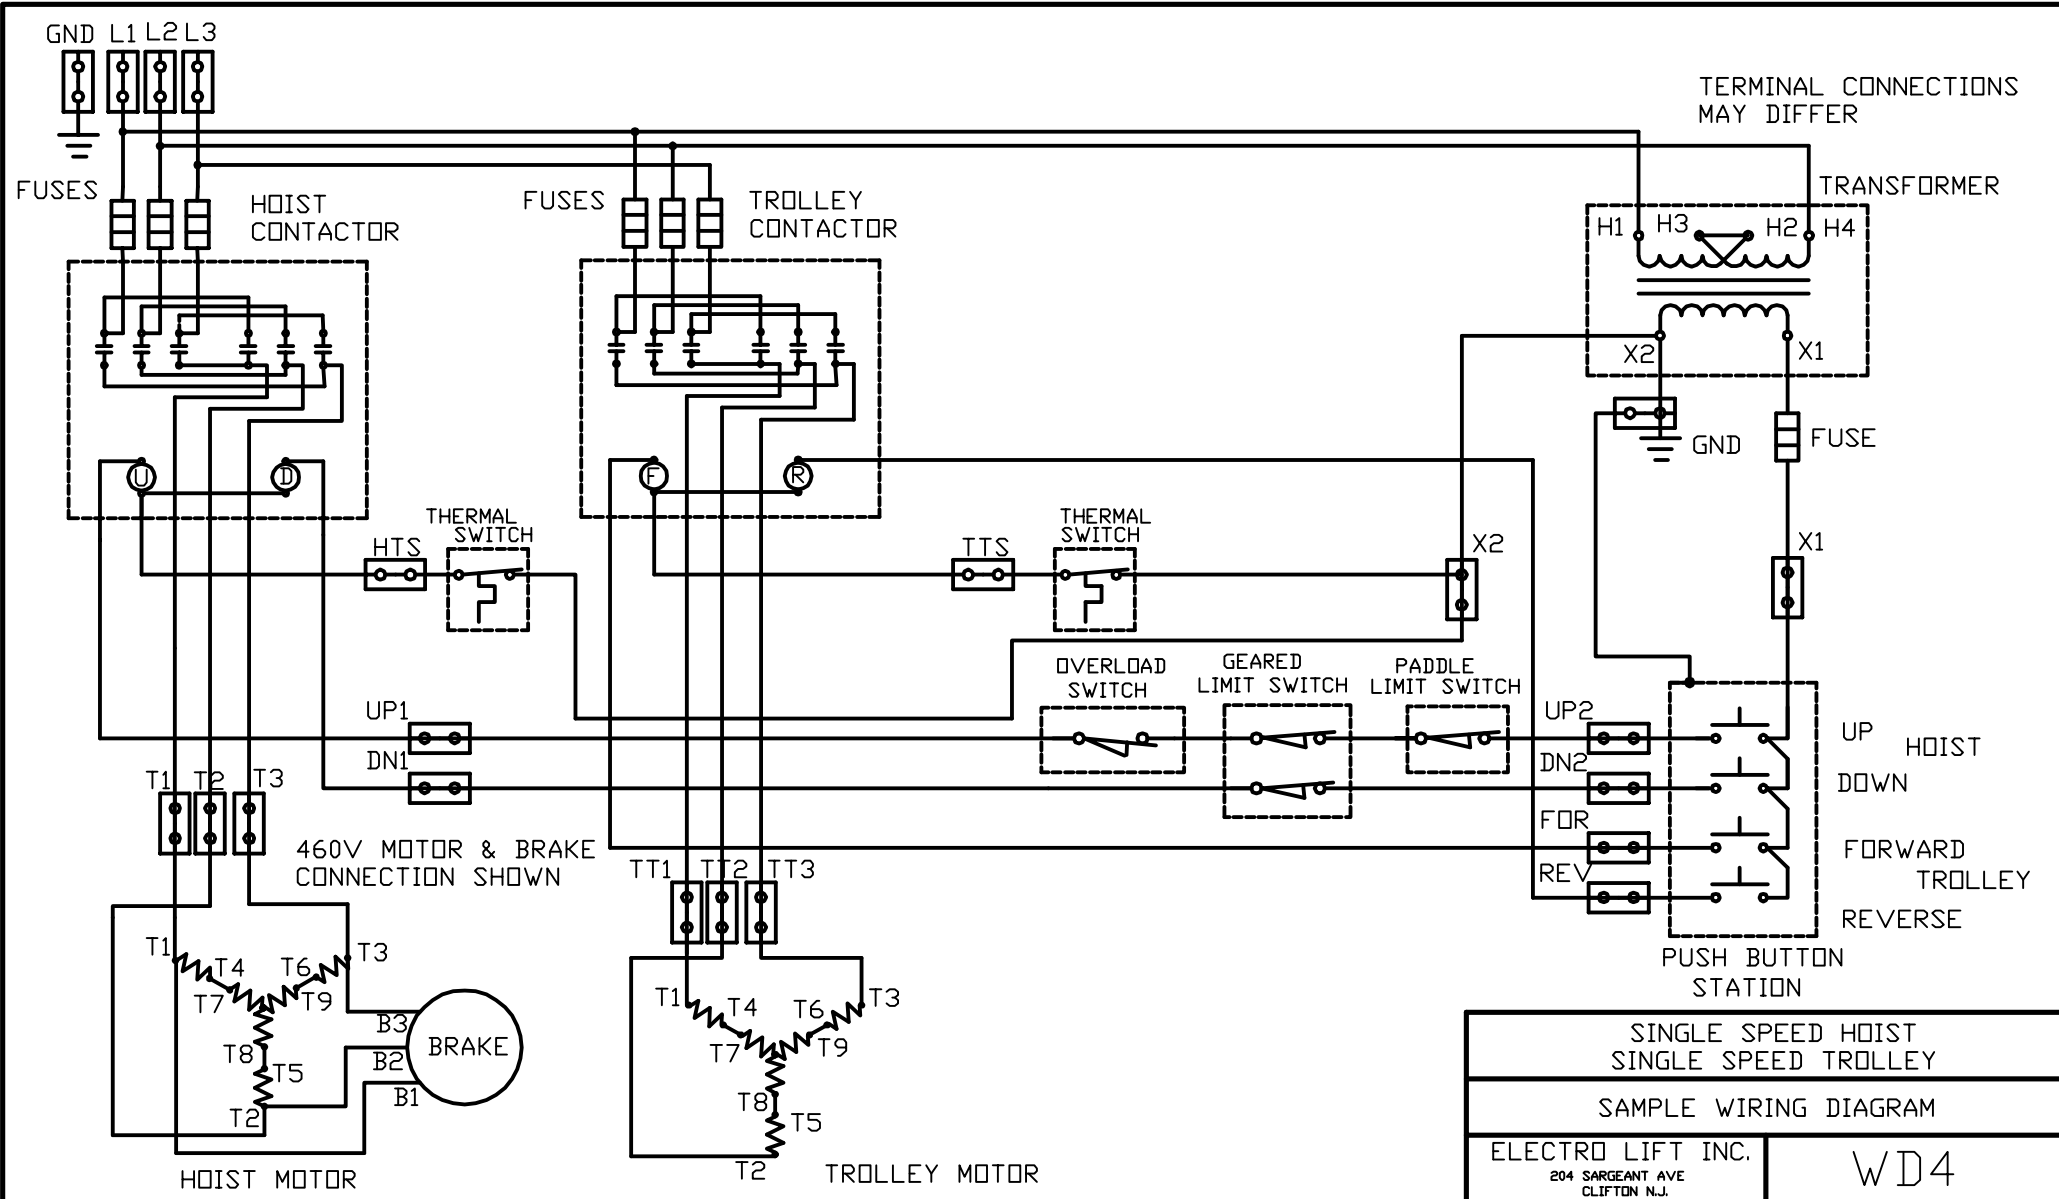 GND L1 L2 L3
TERMINAL CONNECTIONS
MAY DIFFER
FUSES
HOIST
CONTACTOR
FUSES
TROLLEY
CONTACTOR
TRANSFORMER
H1 H3 H2 H4
X2 X1
GND
FUSE
U D
F R
THERMAL
SWITCH
HTS
THERMAL
SWITCH
TTS
X2
X1
OVERLOAD
SWITCH
GEARED
LIMIT SWITCH
PADDLE
LIMIT SWITCH
UP1
UP2
UP
HOIST
DN1
DN2
DOWN
T1 T2 T3
FOR
FORWARD
TROLLEY
REV
REVERSE
460V MOTOR & BRAKE
CONNECTION SHOWN
TT1 TT2 TT3
PUSH BUTTON
STATION
T1 T4 T6 T3
T7 T9
T8
T5
T2
B3
B2
B1
BRAKE
HOIST MOTOR
T1 T4 T6 T3
T7 T9
T8
T5
T2
TROLLEY MOTOR
SINGLE SPEED HOIST
SINGLE SPEED TROLLEY
SAMPLE WIRING DIAGRAM
ELECTRO LIFT INC.
204 SARGEANT AVE
CLIFTON N.J.
WD4